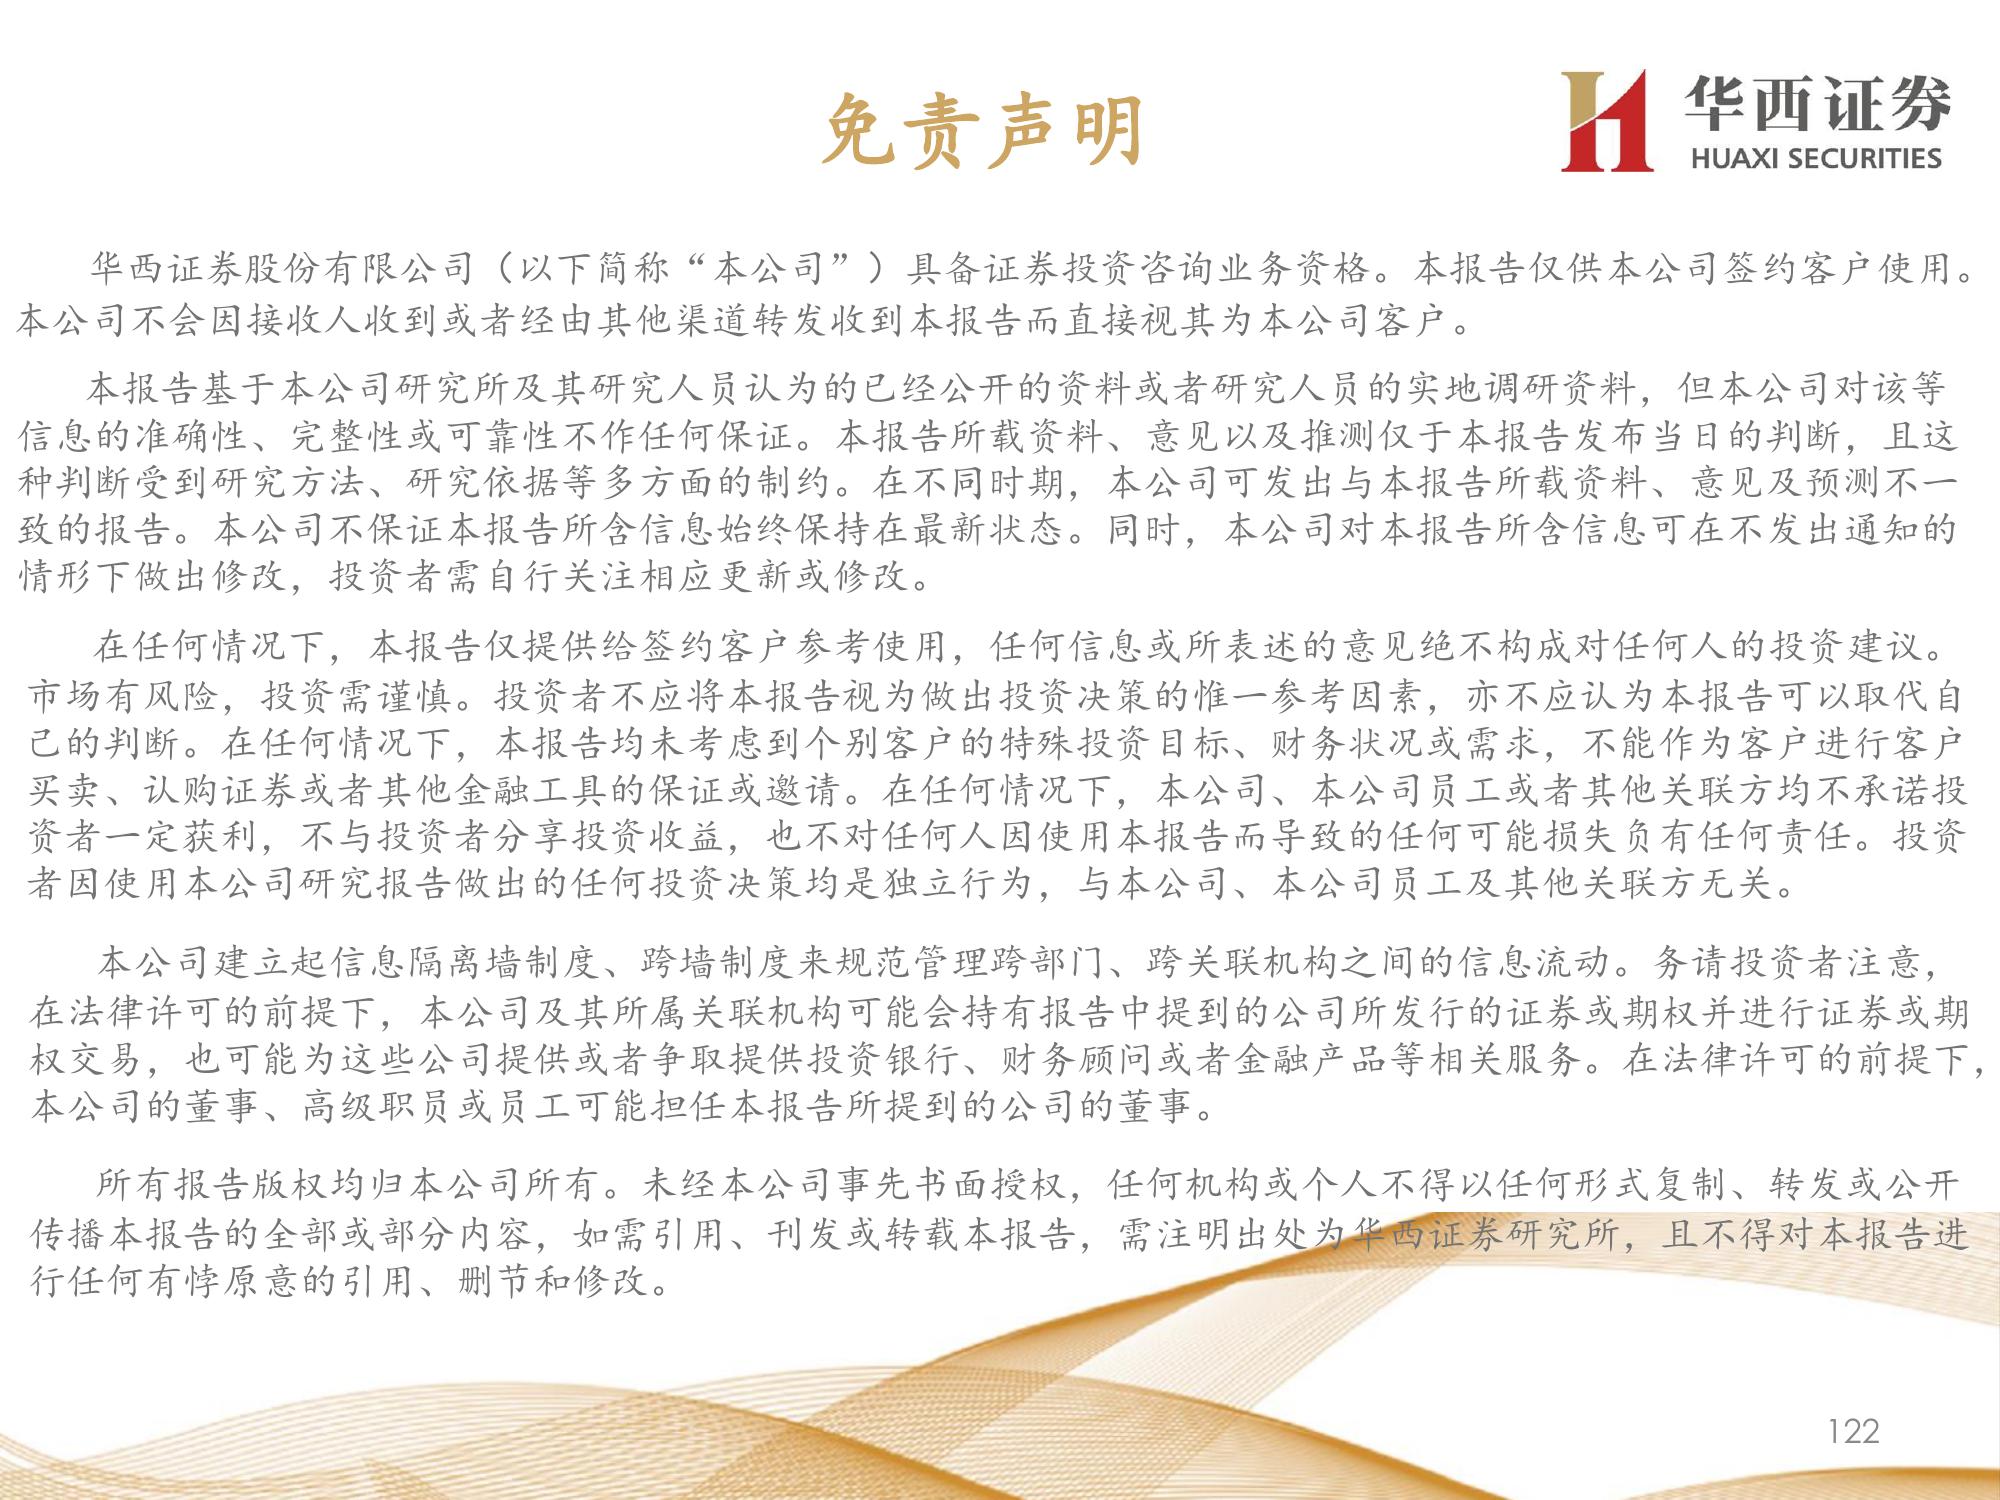 免责声明
华西证券
HUAXI SECURITIES
华西证券股份有限公司（以下简称“本公司”）具备证券投资咨询业务资格。本报告仅供本公司签约客户使用。
本公司不会因接收人收到或者经由其他渠道转发收到本报告而直接视其为本公司客户。
本报告基于本公司研究所及其研究人员认为的已经公开的资料或者研究人员的实地调研资料，但本公司对该等
信息的准确性、完整性或可靠性不作任何保证。本报告所载资料、意见以及推测仅于本报告发布当日的判断，且这
种判断受到研究方法、研究依据等多方面的制约。在不同时期，本公司可发出与本报告所载资料、意见及预测不一
致的报告。本公司不保证本报告所含信息始终保持在最新状态。同时，本公司对本报告所含信息可在不发出通知的
情形下做出修改，投资者需自行关注相应更新或修改。
在任何情况下，本报告仅提供给签约客户参考使用，任何信息或所表述的意见绝不构成对任何人的投资建议。
市场有风险，投资需谨慎。投资者不应将本报告视为做出投资决策的惟一参考因素，亦不应认为本报告可以取代自
己的判断。在任何情况下，本报告均未考虑到个别客户的特殊投资目标、财务状况或需求，不能作为客户进行客户
买卖、认购证券或者其他金融工具的保证或邀请。在任何情况下，本公司、本公司员工或者其他关联方均不承诺投
资者一定获利，不与投资者分享投资收益，也不对任何人因使用本报告而导致的任何可能损失负有任何责任。投资
者因使用本公司研究报告做出的任何投资决策均是独立行为，与本公司、本公司员工及其他关联方无关。
本公司建立起信息隔离墙制度、跨墙制度来规范管理跨部门、跨关联机构之间的信息流动。务请投资者注意，
在法律许可的前提下，本公司及其所属关联机构可能会持有报告中提到的公司所发行的证券或期权并进行证券或期
权交易，也可能为这些公司提供或者争取提供投资银行、财务顾问或者金融产品等相关服务。在法律许可的前提下，
本公司的董事、高级职员或员工可能担任本报告所提到的公司的董事。
所有报告版权均归本公司所有。未经本公司事先书面授权，任何机构或个人不得以任何形式复制、转发或公开
传播本报告的全部或部分内容，如需引用、刊发或转载本报告，需注明出处为华西证券研究所，且不得对本报告进
行任何有悖原意的引用、删节和修改。
122